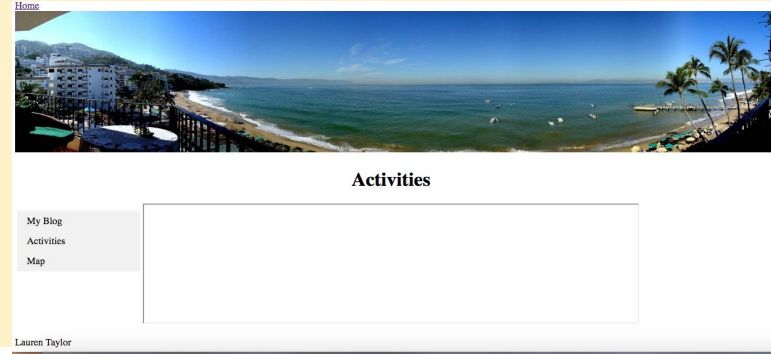 Home
Activities
My Blog
Activities
Map
Lauren Taylor